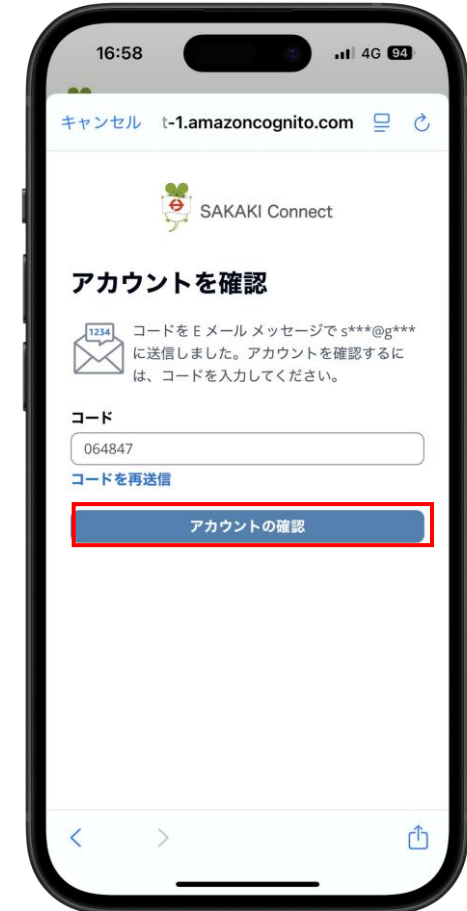 16:58 4G 94
キャンセル t-1.amazoncognito.com
SAKAKI Connect
アカウントを確認
1234
コードを E メール メッセージで s***@g***
に送信しました。アカウントを確認するに
は、コードを入力してください。
コード
064847
コードを再送信
アカウントの確認